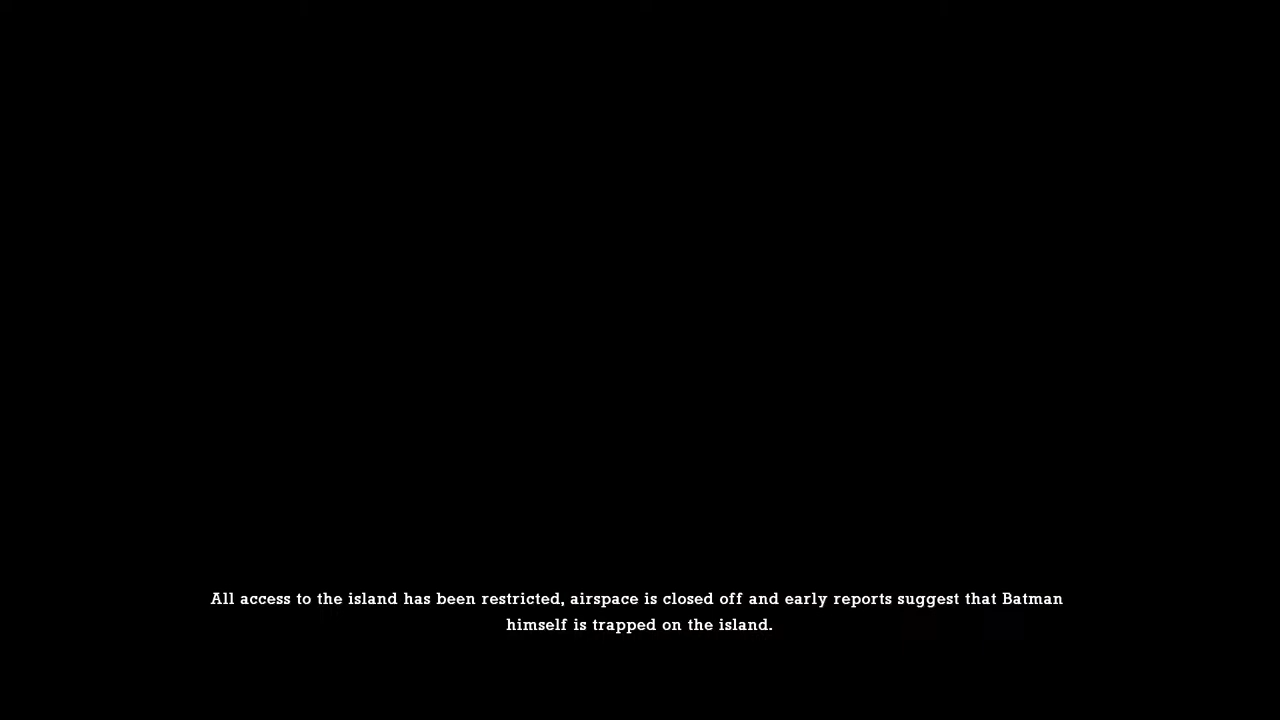 All access to the island has been restricted, airspace is closed off and early reports suggest that Batman
himself is trapped on the island.